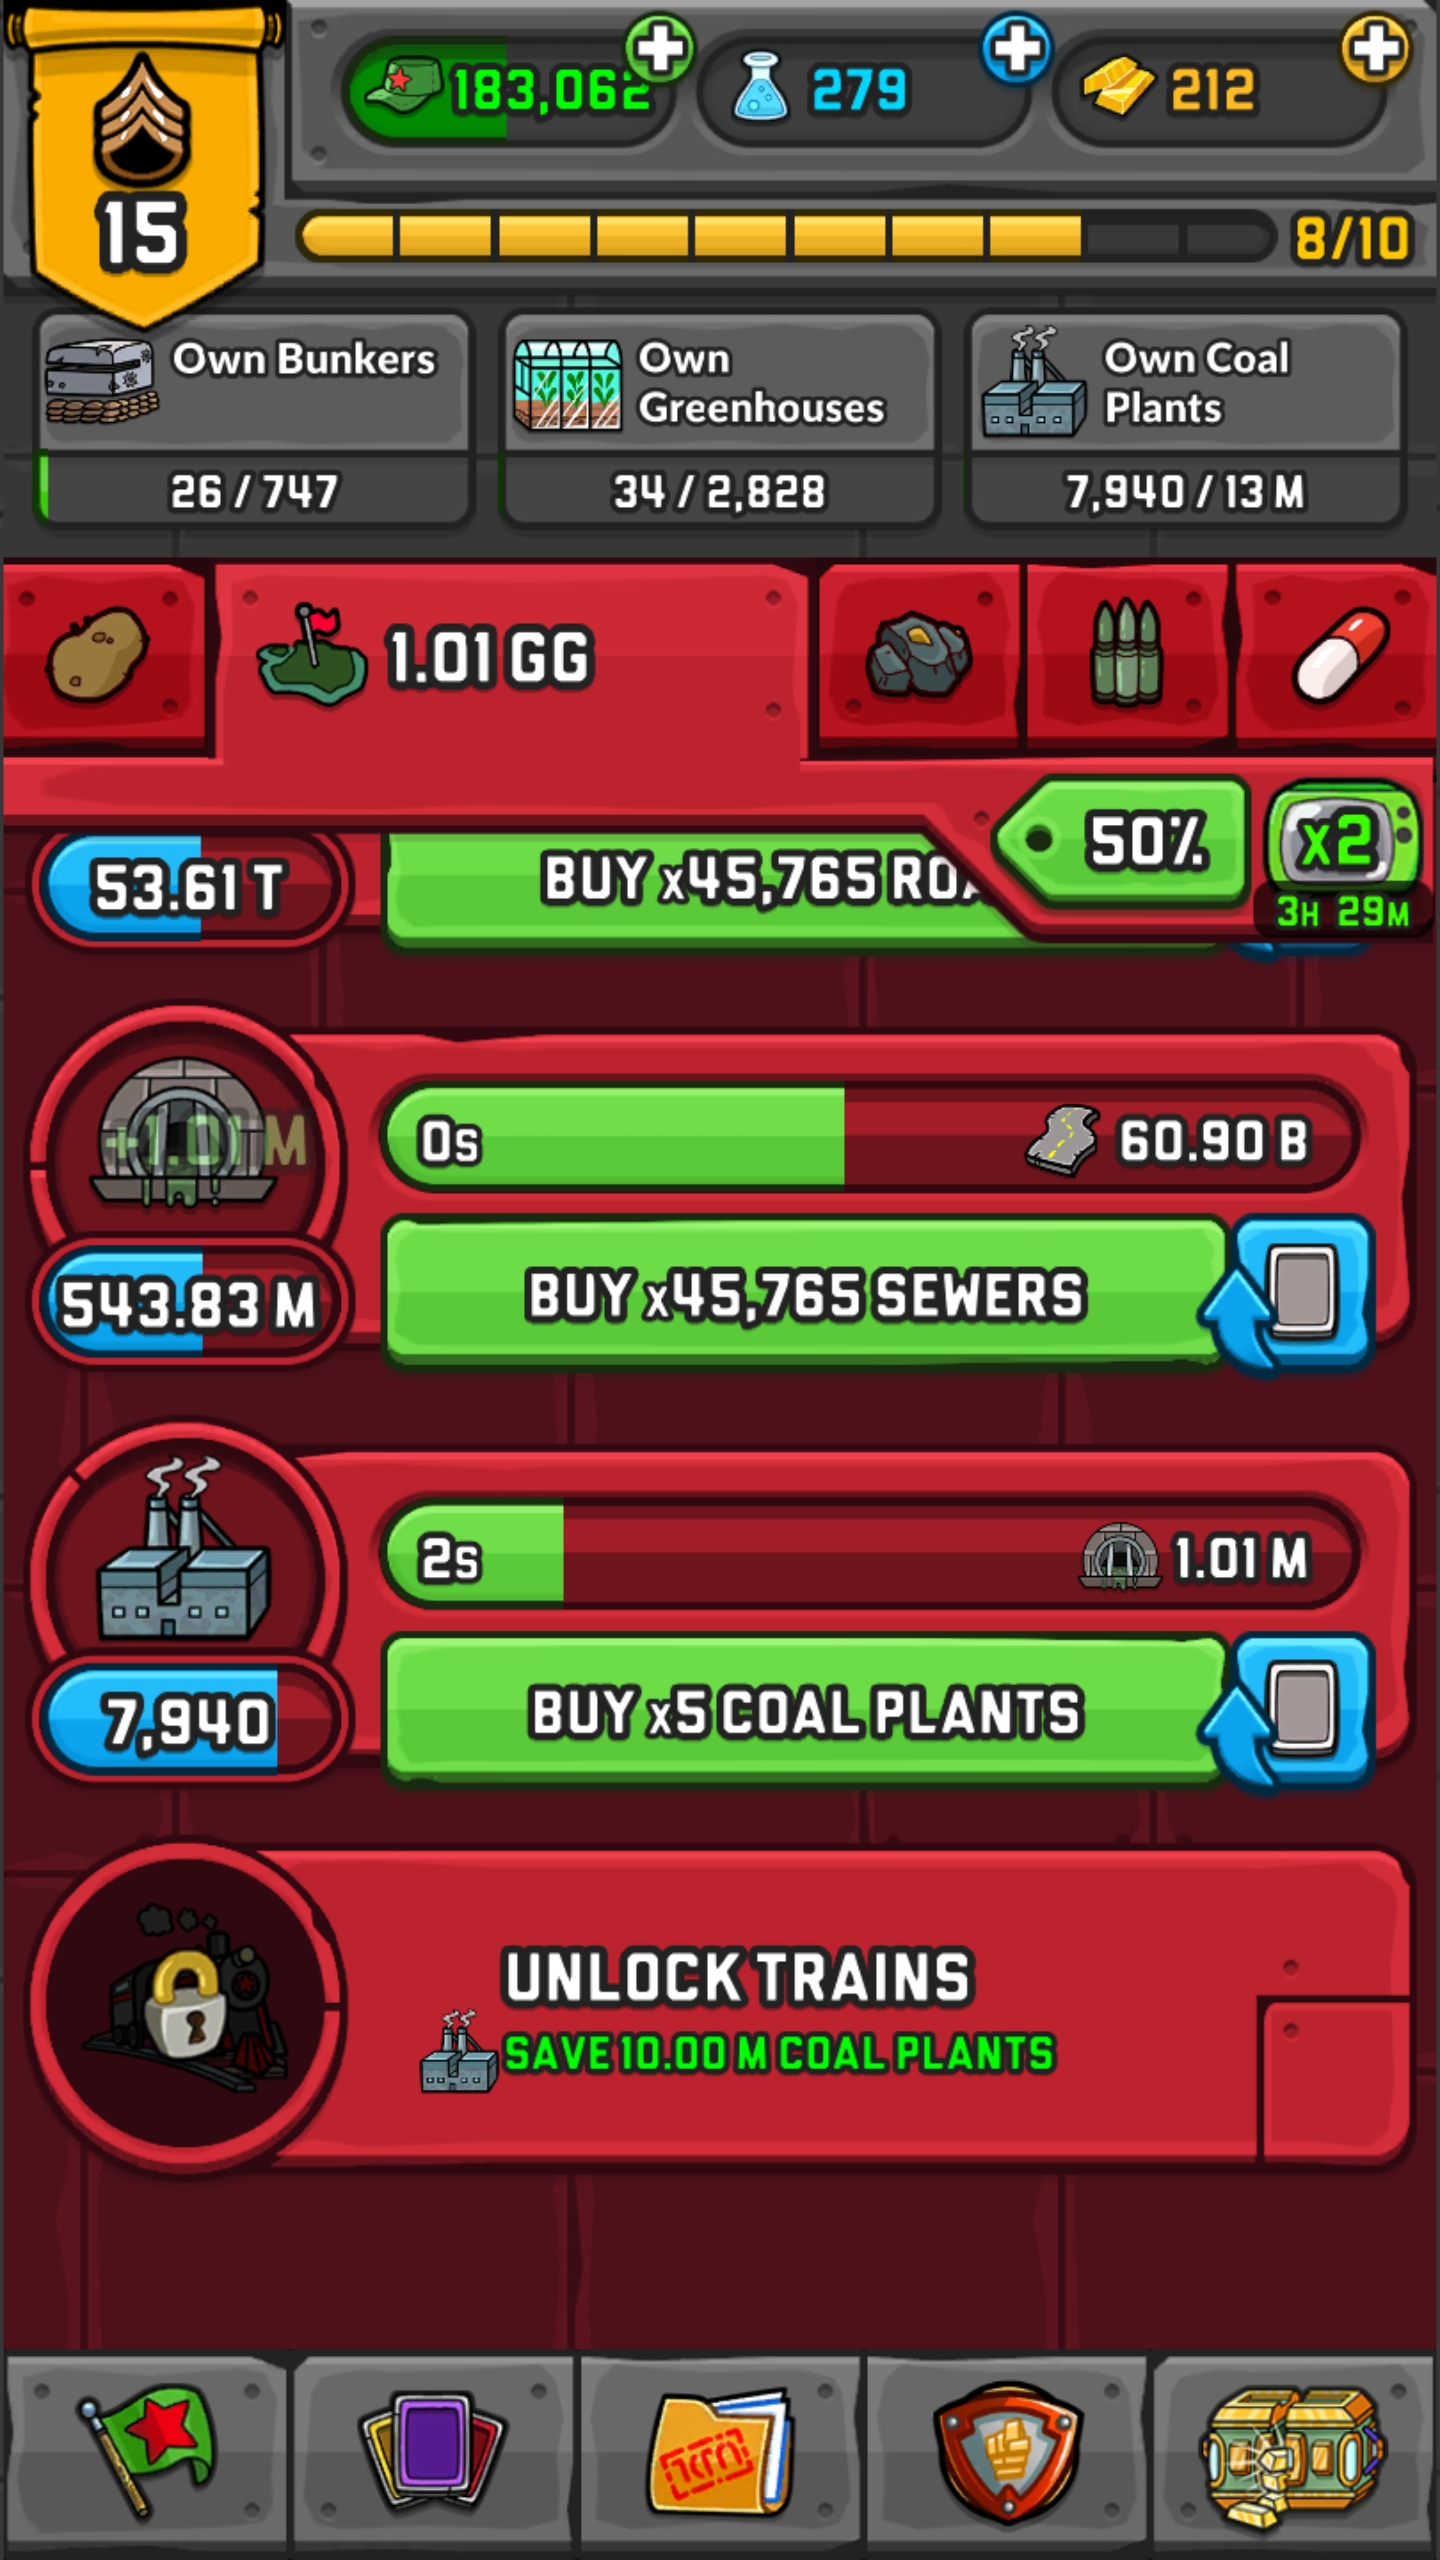 183,062
279
212
15
8/10
Own Bunkers
26 / 747
Own
Greenhouses
34 / 2,828
Own Coal
Plants
7,940 / 13 M
1.01 GG
50%
x2
3H 29M
53.61 T
BUY x45,765
+1.01 M
0s
60.90 B
543.83 M
BUY x45,765 SEWERS
2s
1.01 M
7,940
BUY x5 COAL PLANTS
UNLOCK TRAINS
SAVE 10.00 M COAL PLANTS